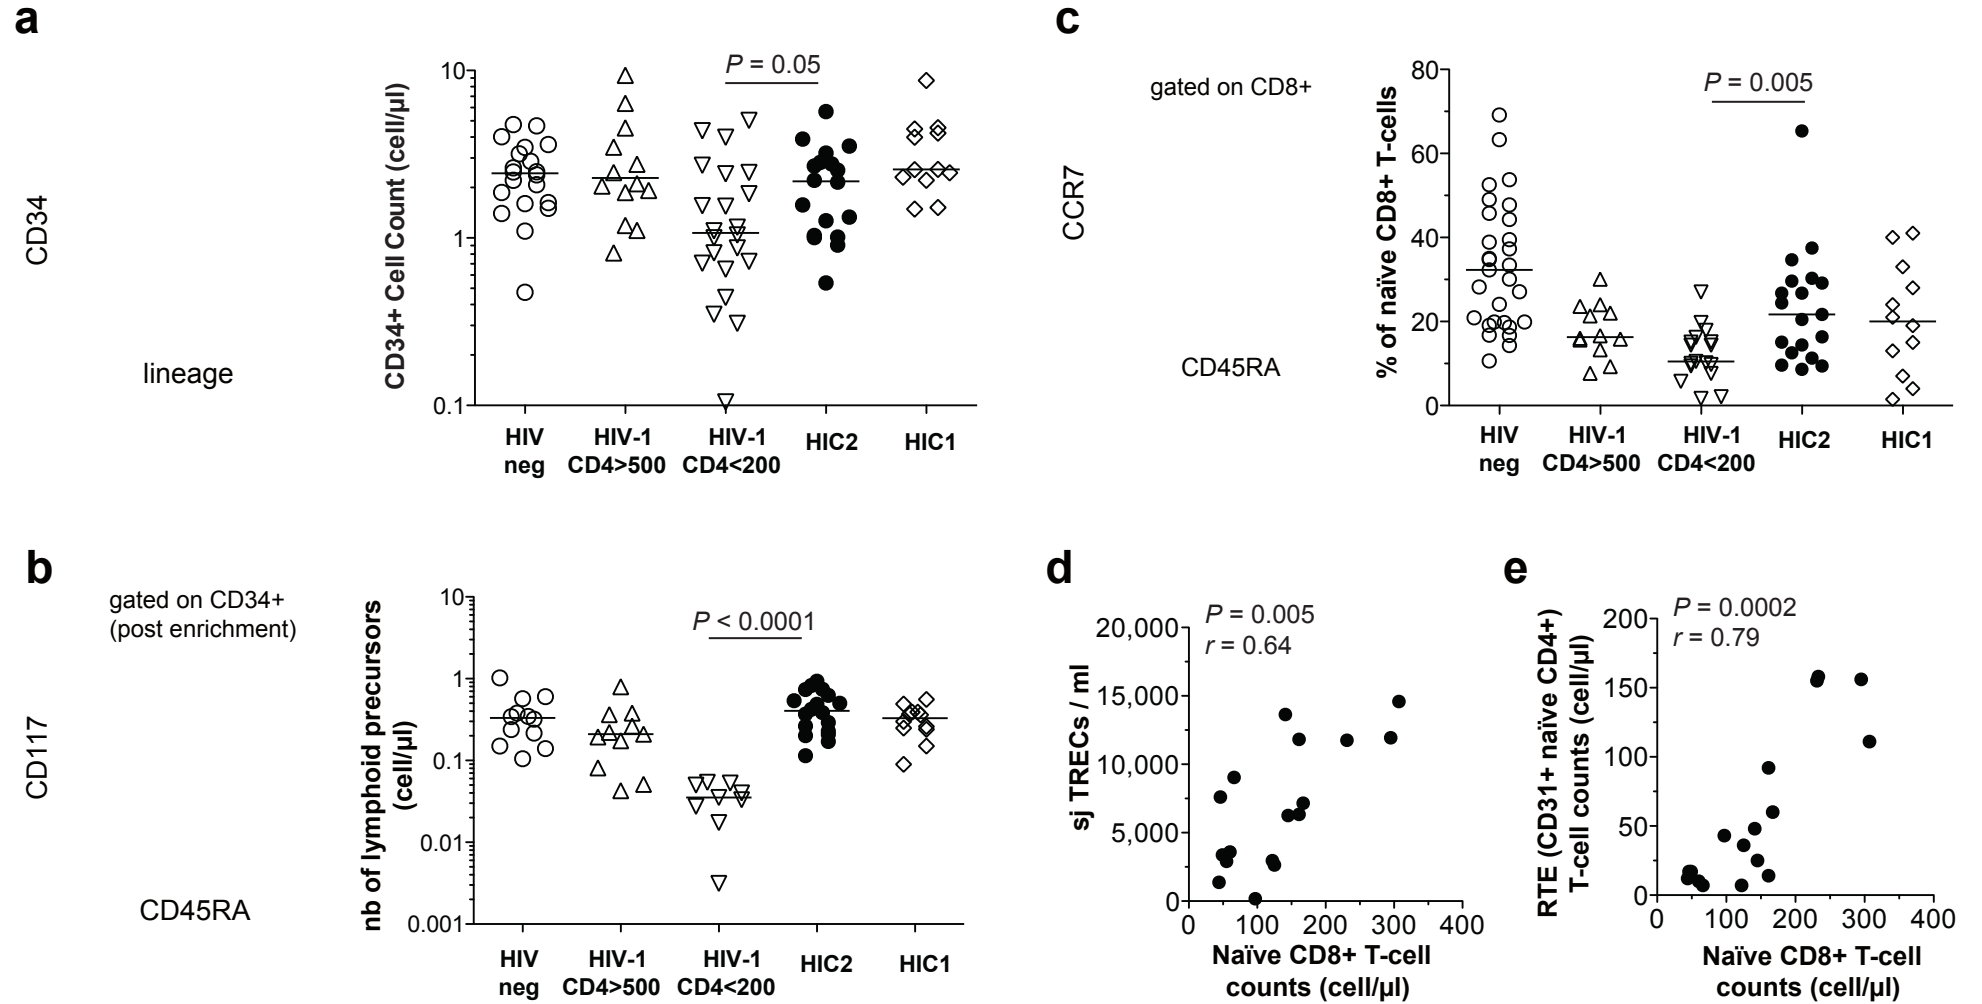 a
CD34
lineage
CD34+ Cell Count (cell/µl)
10
1
0.1
P = 0.05
HIV
neg
HIV-1
CD4>500
HIV-1
CD4<200
HIC2
HIC1
b
gated on CD34+
(post enrichment)
CD117
CD45RA
nb of lymphoid precursors
(cell/µl)
10
1
0.1
0.01
0.001
P < 0.0001
HIV
neg
HIV-1
CD4>500
HIV-1
CD4<200
HIC2
HIC1
c
gated on CD8+
CCR7
CD45RA
% of naïve CD8+ T-cells
80
60
40
20
0
P = 0.005
HIV
neg
HIV-1
CD4>500
HIV-1
CD4<200
HIC2
HIC1
d
P = 0.005
r = 0.64
sj TRECs / ml
20,000
15,000
10,000
5,000
0
0 100 200 300 400
Naïve CD8+ T-cell
counts (cell/µl)
e
P = 0.0002
r = 0.79
RTE (CD31+ naïve CD4+)
T-cell counts (cell/µl)
200
150
100
50
0
0 100 200 300 400
Naïve CD8+ T-cell
counts (cell/µl)